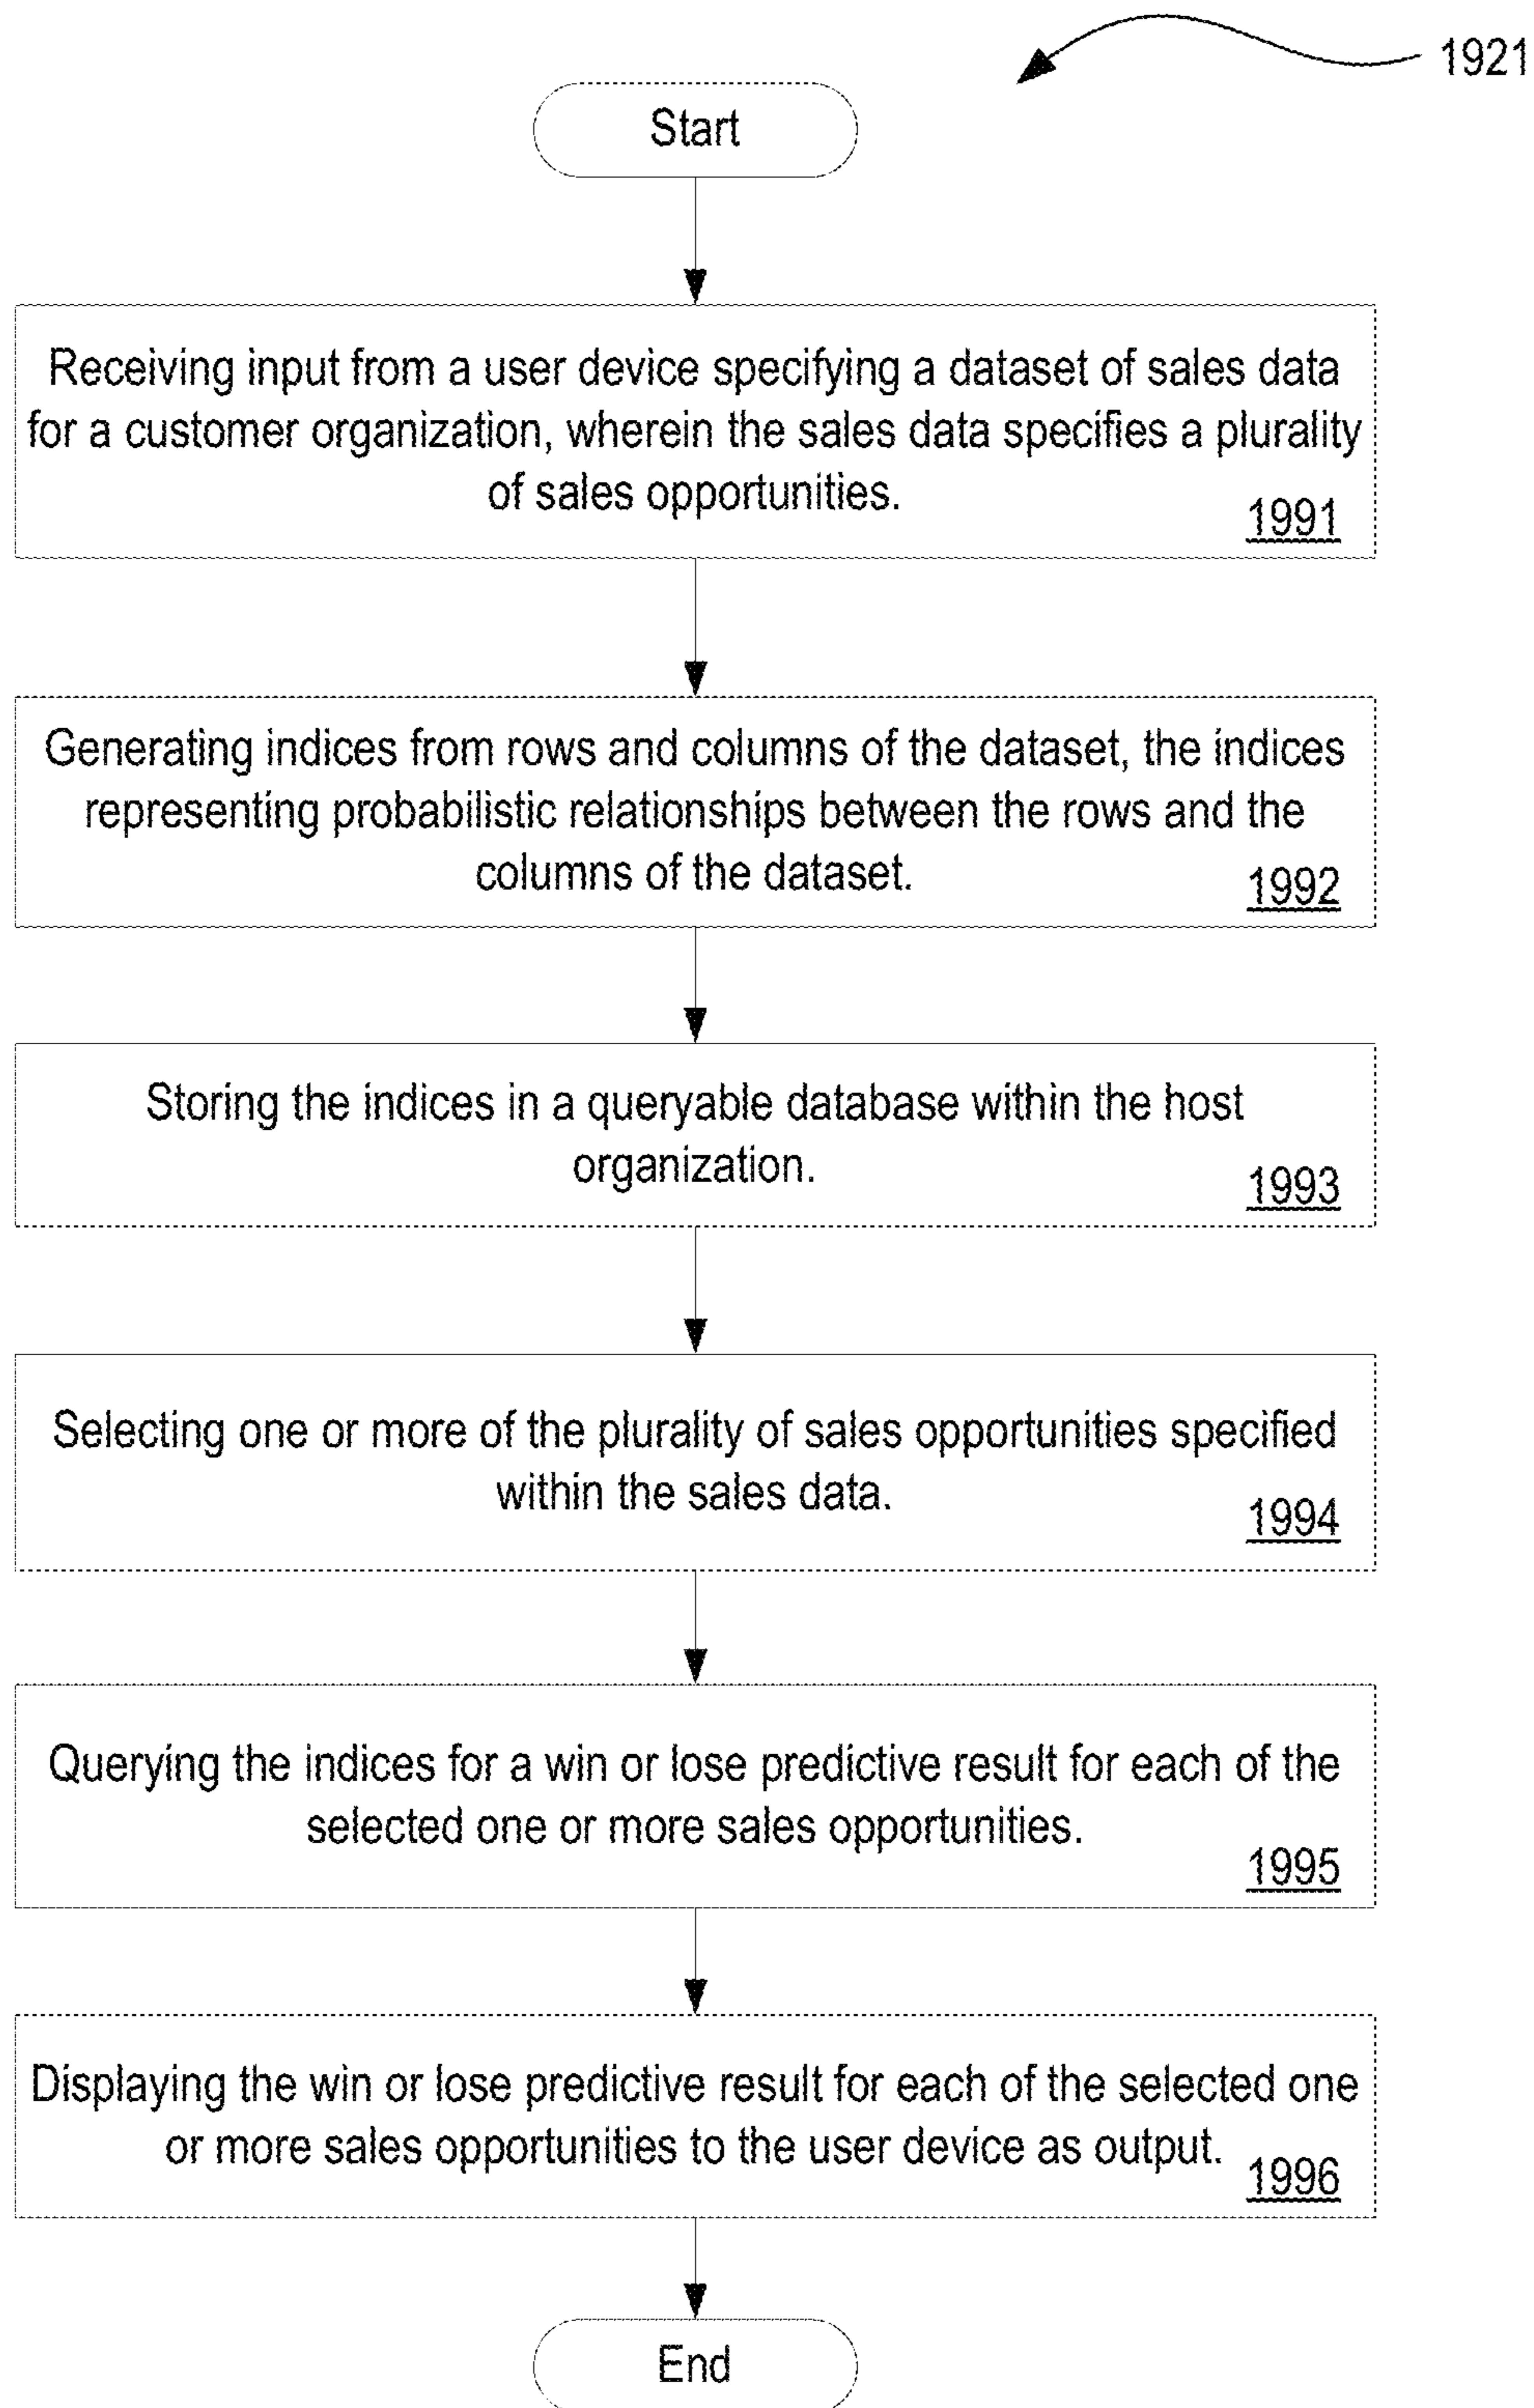 1921
Start
Receiving input from a user device specifying a dataset of sales data
for a customer organization, wherein the sales data specifies a plurality
of sales opportunities.
1991
Generating indices from rows and columns of the dataset, the indices
representing probabilistic relationships between the rows and the
columns of the dataset.
1992
Storing the indices in a queryable database within the host
organization.
1993
Selecting one or more of the plurality of sales opportunities specified
within the sales data.
1994
Querying the indices for a win or lose predictive result for each of the
selected one or more sales opportunities.
1995
Displaying the win or lose predictive result for each of the selected one
or more sales opportunities to the user device as output.
1996
End